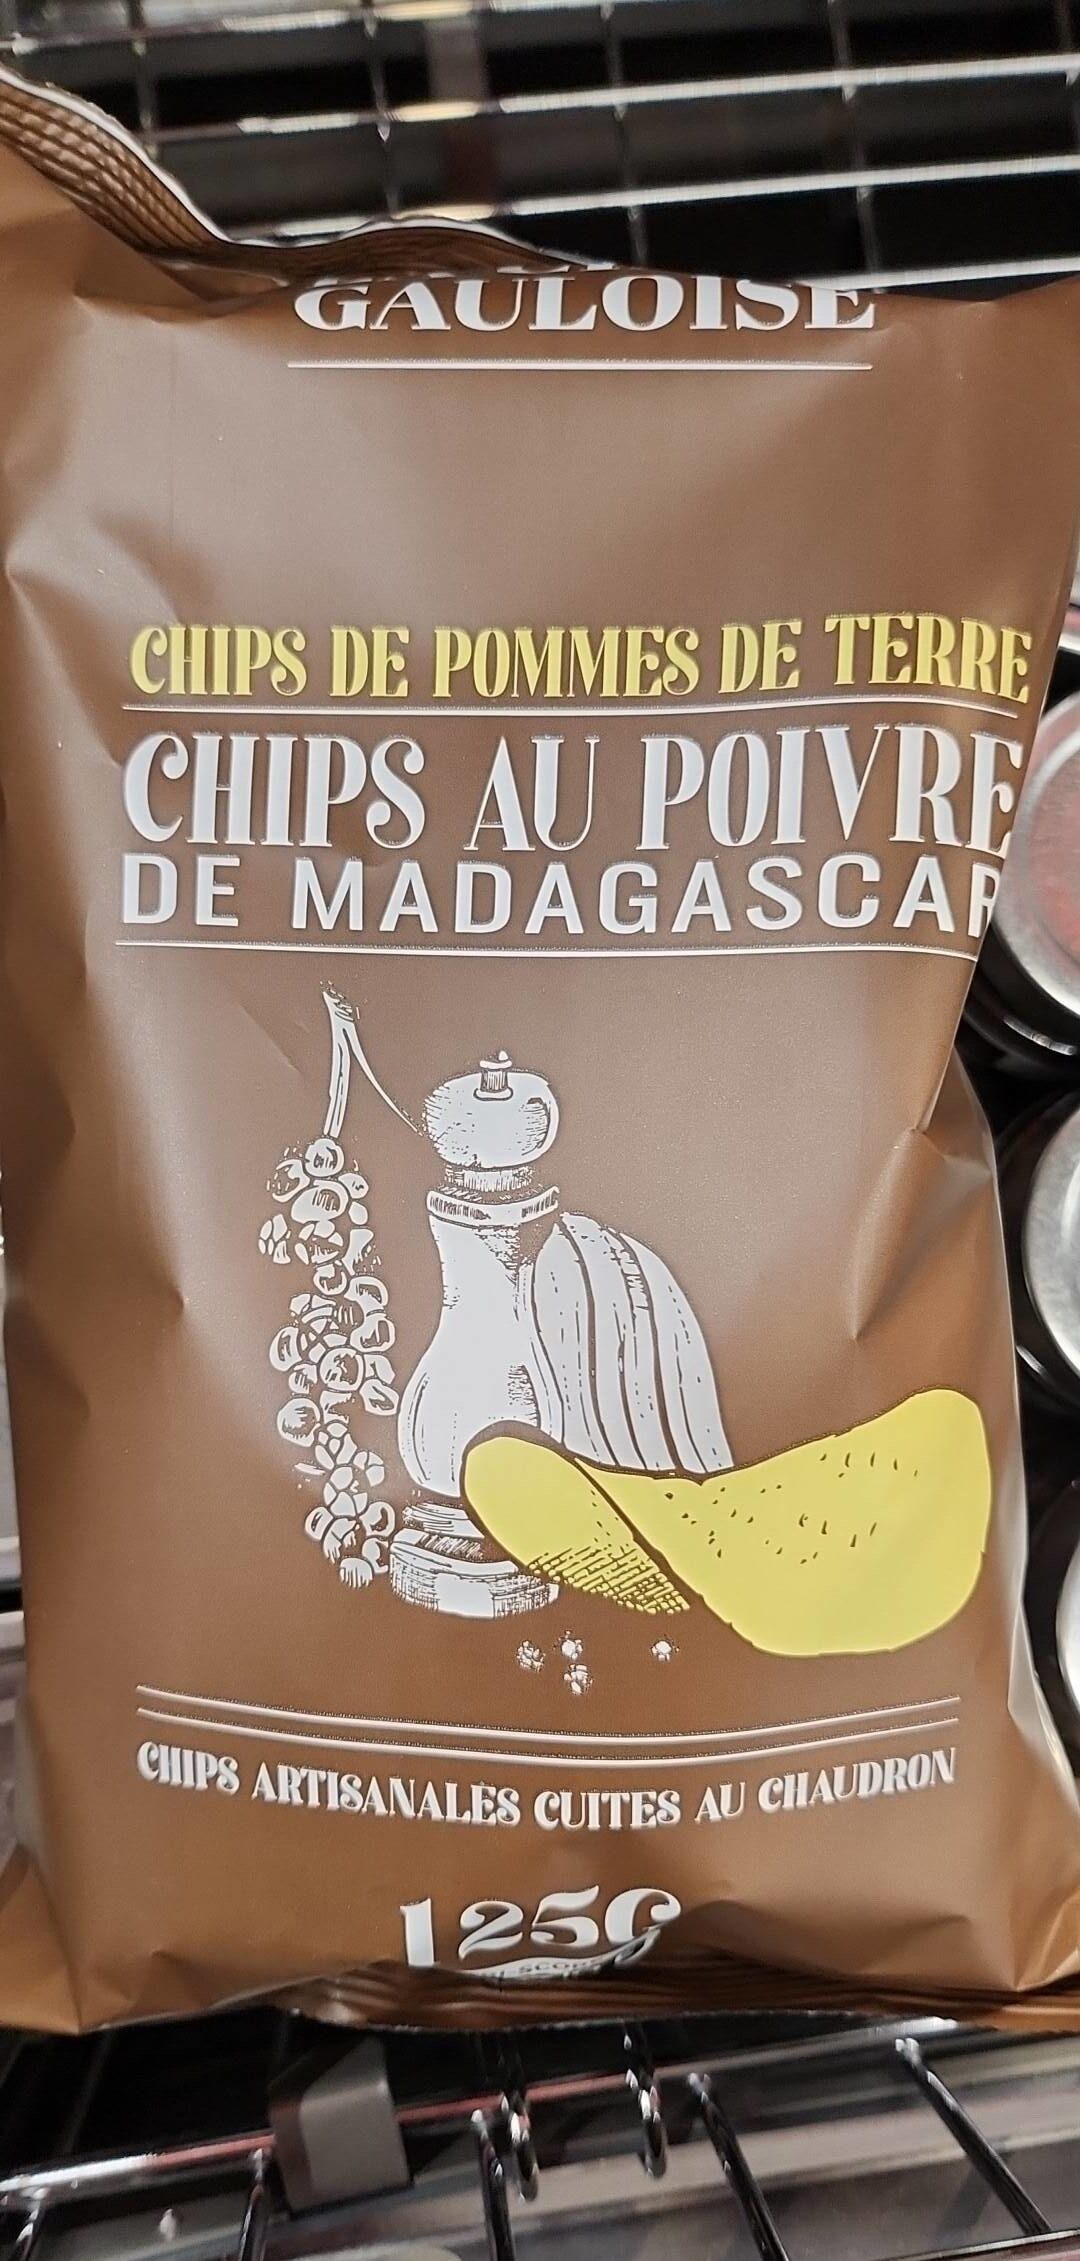 GAULOISE
CHIPS DE POMMES DE TERRE
CHIPS AU POIVRE
DE MADAGASCAR
CHIPS ARTISANALES CUITES AU CHAUDRON
125G